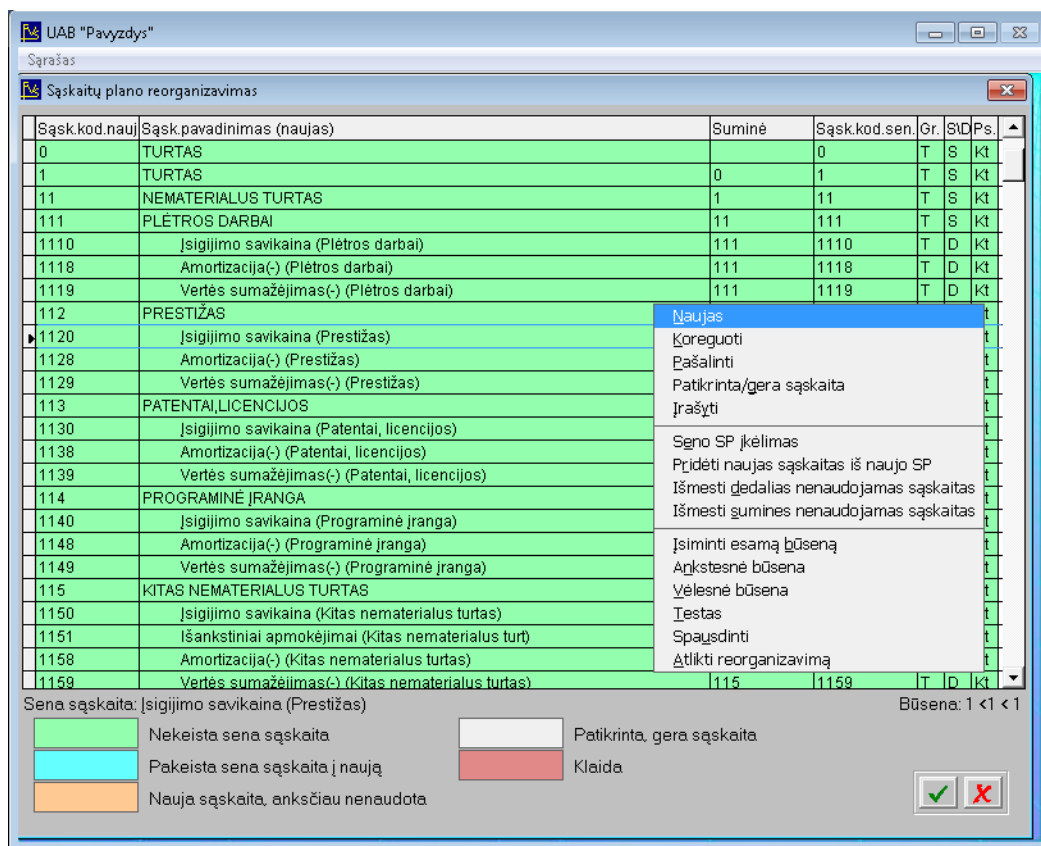 UAB "Pavyzdys"
Sąrašas
Sąskaitų plano reorganizavimas
Sąsk.kod.nauj Sąsk.pavadinimas (naujas) Suminė Sąsk.kod.sen. Gr. S\D Ps.
0 TURTAS 0 T S Kt
1 TURTAS 0 1 T S Kt
11 NEMATERIALUS TURTAS 1 11 T S Kt
111 PLĖTROS DARBAI 11 111 T S Kt
1110 Įsigijimo savikaina (Plėtros darbai) 111 1110 T D Kt
1118 Amortizacija(-) (Plėtros darbai) 111 1118 T D Kt
1119 Vertės sumažėjimas(-) (Plėtros darbai) 111 1119 T D Kt
112 PRESTIŽAS
1120 Įsigijimo savikaina (Prestižas)
1128 Amortizacija(-) (Prestižas)
1129 Vertės sumažėjimas(-) (Prestižas)
113 PATENTAI,LICENCIJOS
1130 Įsigijimo savikaina (Patentai, licencijos)
1138 Amortizacija(-) (Patentai, licencijos)
1139 Vertės sumažėjimas(-) (Patentai, licencijos)
114 PROGRAMINĖ ĮRANGA
1140 Įsigijimo savikaina (Programinė įranga)
1148 Amortizacija(-) (Programinė įranga)
1149 Vertės sumažėjimas(-) (Programinė įranga)
115 KITAS NEMATERIALUS TURTAS
1150 Įsigijimo savikaina (Kitas nematerialus turtas)
1151 Išankstiniai apmokėjimai (Kitas nematerialus turt)
1158 Amortizacija(-) (Kitas nematerialus turtas)
1159 Vertės sumažėjimas(-) (Kitas nematerialus turtas) 115 1159 T D Kt
Naujas
Koreguoti
Pašalinti
Patikrinta/gera sąskaita
Įrašyti
Seno SP įkėlimas
Pridėti naujas sąskaitas iš naujo SP
Išmesti dedalias nenaudojamas sąskaitas
Išmesti sumines nenaudojamas sąskaitas
Įsiminti esamą būseną
Ankstesnė būsena
Vėlesnė būsena
Testas
Spausdinti
Atlikti reorganizavimą
Sena sąskaita: Įsigijimo savikaina (Prestižas) Būsena: 1 <1 < 1
Nekeista sena sąskaita Patikrinta, gera sąskaita
Pakeista sena sąskaita į naują Klaida
Nauja sąskaita, anksčiau nenaudota